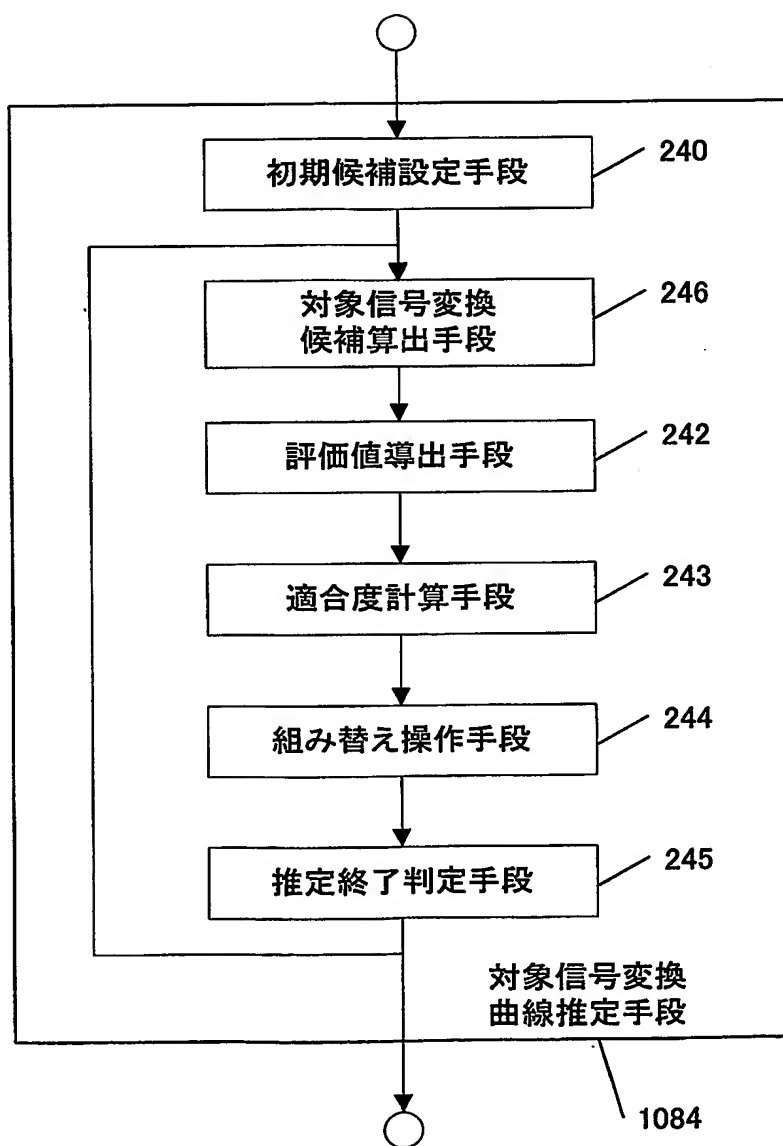 初期候補設定手段
240
対象信号変換
候補算出手段
246
評価値導出手段
242
適合度計算手段
243
組み替え操作手段
244
推定終了判定手段
245
対象信号変換
曲線推定手段
1084